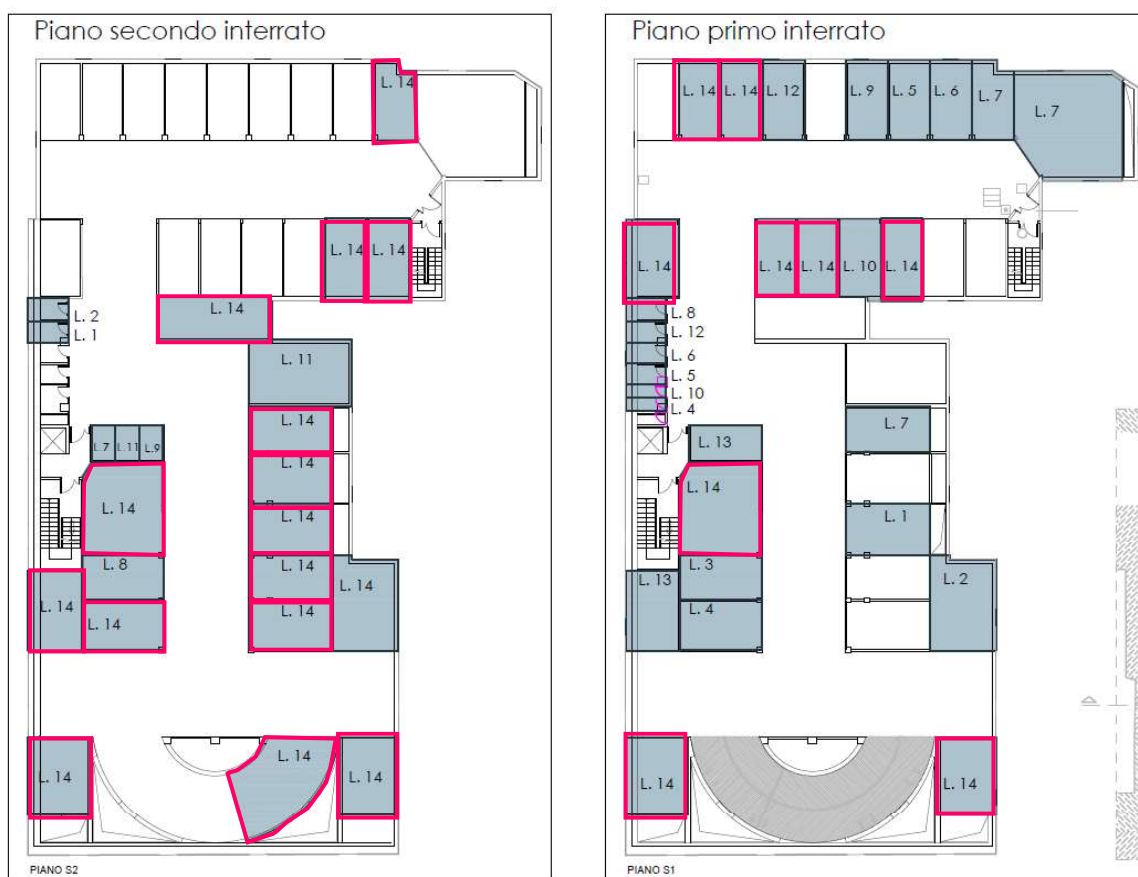 Piano secondo interrato
L. 14
L. 14
L. 14
L. 14
L. 2
L. 1
L. 11
L. 14
L. 7
L. 11
L. 9
L. 14
L. 14
L. 14
L. 8
L. 14
L. 14
L. 14
L. 14
L. 14
L. 14
L. 14
L. 14
PIANO S2
Piano primo interrato
L. 14
L. 14
L. 12
L. 9
L. 5
L. 6
L. 7
L. 7
L. 14
L. 14
L. 14
L. 10
L. 14
L. 8
L. 12
L. 6
L. 5
L. 10
L. 4
L. 7
L. 13
L. 14
L. 1
L. 3
L. 13
L. 2
L. 4
L. 14
L. 14
PIANO S1